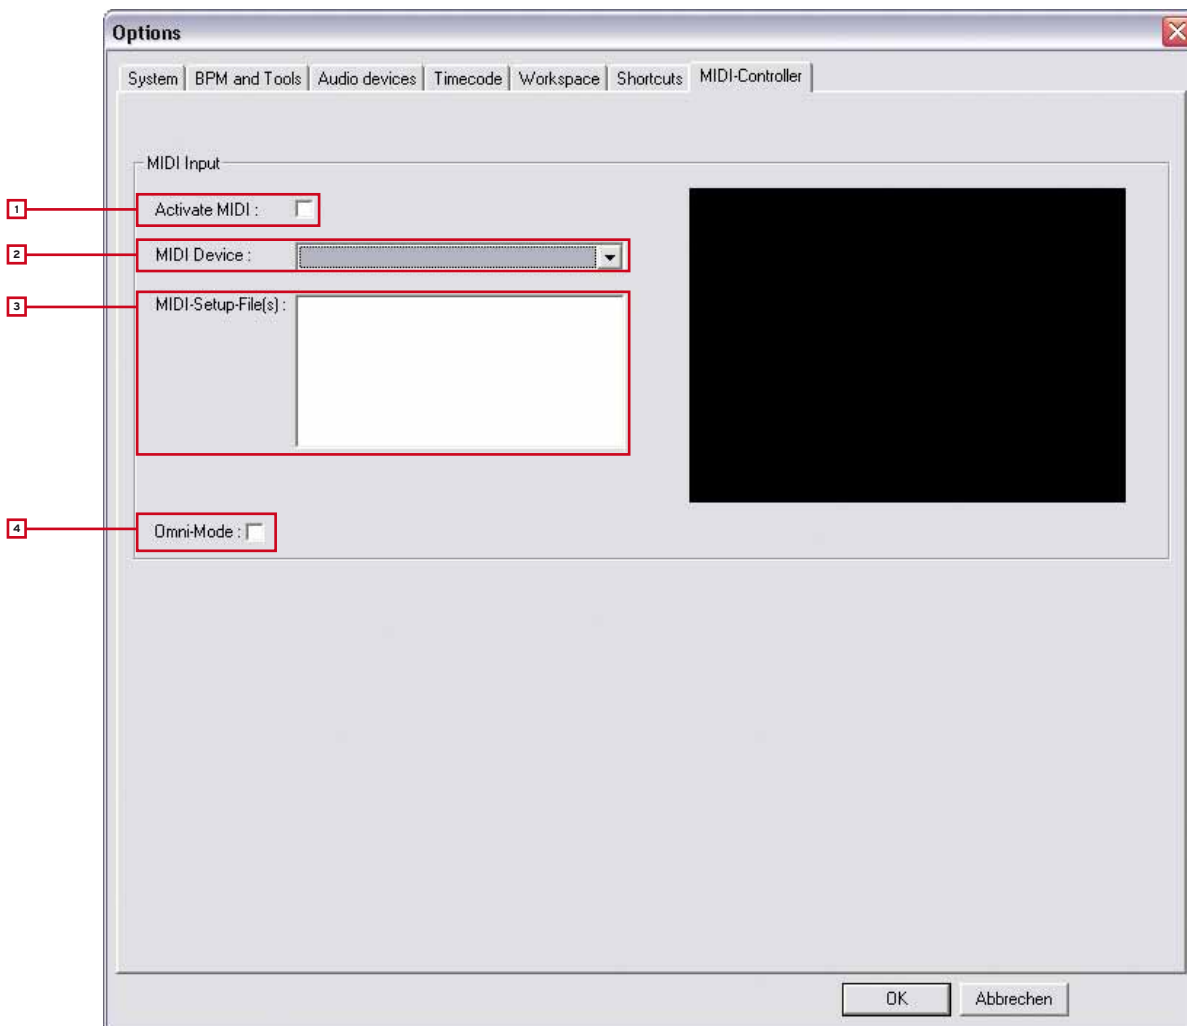 Options
System BPM and Tools Audio devices Timecode Workspace Shortcuts MIDI-Controller
MIDI Input
1 Activate MIDI :
2 MIDI Device :
3 MIDI-Setup-File(s) :
4 Omni-Mode :
OK Abbrechen